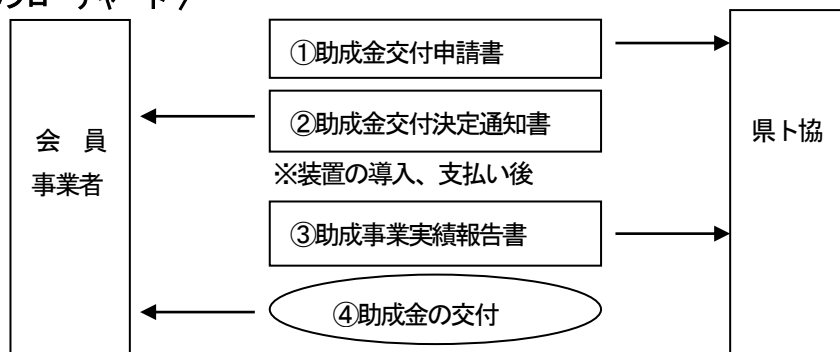 ①助成金交付申請書
②助成金交付決定通知書
会　員
事業者
県ト協
※装置の導入、支払い後
③助成事業実績報告書
④助成金の交付